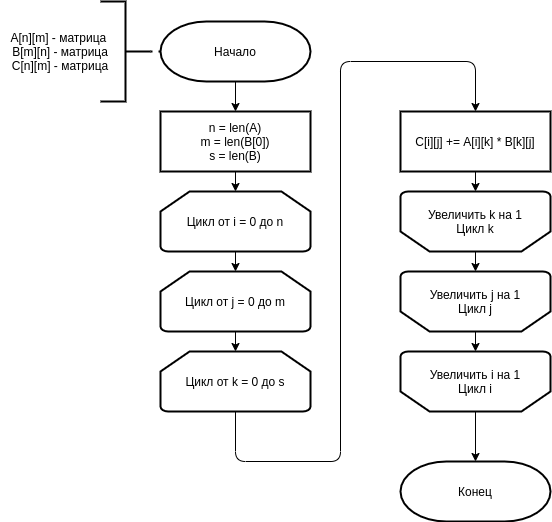 A[n][m] - матрица
B[m][n] - матрица
C[n][m] - матрица
Начало
n = len(A)
m = len(B[0])
s = len(B)
Цикл от i = 0 до n
Цикл от j = 0 до m
Цикл от k = 0 до s
C[i][j] += A[i][k] * B[k][j]
Увеличить k на 1
Цикл k
Увеличить j на 1
Цикл j
Увеличить i на 1
Цикл i
Конец